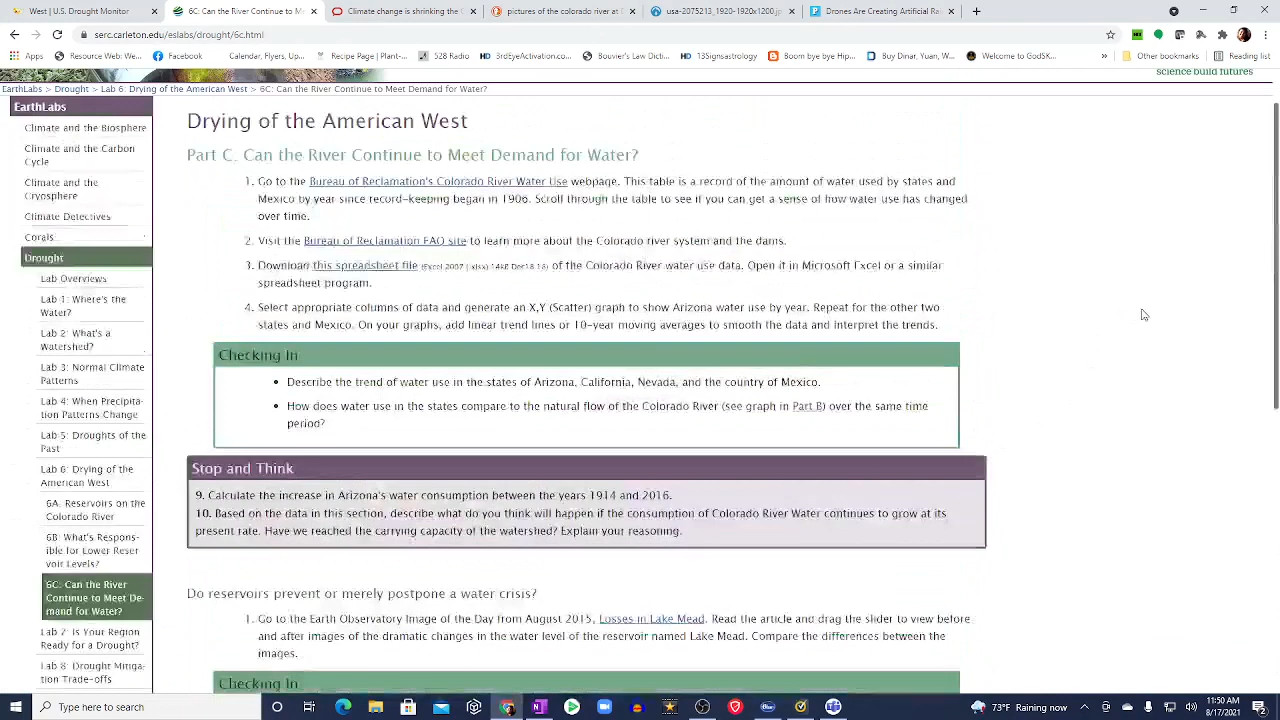 West | U.S. Drought Monitor
6C: Can the River Continue to M
Climate change is shrinking the C
pictures of the colorado river at E
usa-2075213_1920-1920x1200.jp
Drones Are Creating Artificial Rai
serc.carleton.edu/eslabs/drought/6c.html
Apps
Resource Web: We...
Facebook
Calendar, Flyers, Up...
Recipe Page | Plant-...
528 Radio
3rdEyeActivation.co...
Bouvier's Law Dict...
13Signsastrology
Boom bye bye hip...
Buy Dinar, Yuan, W...
Welcome to GodSK...
»
Other bookmarks
Reading list
science build futures
EarthLabs > Drought > Lab 6: Drying of the American West > 6C: Can the River Continue to Meet Demand for Water?
EarthLabs
Climate and the Biosphere
Climate and the Carbon
Cycle
Climate and the
Cryosphere
Climate Detectives
Corals
Drought
Lab Overviews
Lab 1: Where's the
Water?
Lab 2: What's a
Watershed?
Lab 3: Normal Climate
Patterns
Lab 4: When Precipita-
tion Patterns Change
Lab 5: Droughts of the
Past
Lab 6: Drying of the
American West
6A: Reservoirs on the
Colorado River
6B: What's Respons-
ible for Lower Reser
voir Levels?
6C: Can the River
Continue to Meet De-
mand for Water?
Lab 7: Is Your Region
Ready for a Drought?
Lab 8: Drought Mitiga-
tion Trade-offs
Drying of the American West
Part C. Can the River Continue to Meet Demand for Water?
1. Go to the Bureau of Reclamation's Colorado River Water Use webpage. This table is a record of the amount of water used by states and
Mexico by year since record-keeping began in 1906. Scroll through the table to see if you can get a sense of how water use has changed
over time.
2. Visit the Bureau of Reclamation FAQ site to learn more about the Colorado river system and the dams.
3. Download this spreadsheet file (Excel 2007 (.xlsx) 14kB Dec18 16) of the Colorado River water use data. Open it in Microsoft Excel or a similar
spreadsheet program.
4. Select appropriate columns of data and generate an X,Y (Scatter) graph to show Arizona water use by year. Repeat for the other two
states and Mexico. On your graphs, add linear trend lines or 10-year moving averages to smooth the data and interpret the trends.
Checking In
• Describe the trend of water use in the states of Arizona, California, Nevada, and the country of Mexico.
• How does water use in the states compare to the natural flow of the Colorado River (see graph in Part B) over the same time
period?
Stop and Think
9. Calculate the increase in Arizona's water consumption between the years 1914 and 2016.
10. Based on the data in this section, describe what do you think will happen if the consumption of Colorado River Water continues to grow at its
present rate. Have we reached the carrying capacity of the watershed? Explain your reasoning.
Do reservoirs prevent or merely postpone a water crisis?
1. Go to the Earth Observatory Image of the Day from August 2015, Losses in Lake Mead. Read the article and drag the slider to view before
and after images of the dramatic changes in the water level of the reservoir named Lake Mead. Compare the differences between the
images.
Checking In
Type here to search
73°F Raining now
11:50 AM
8/17/2021